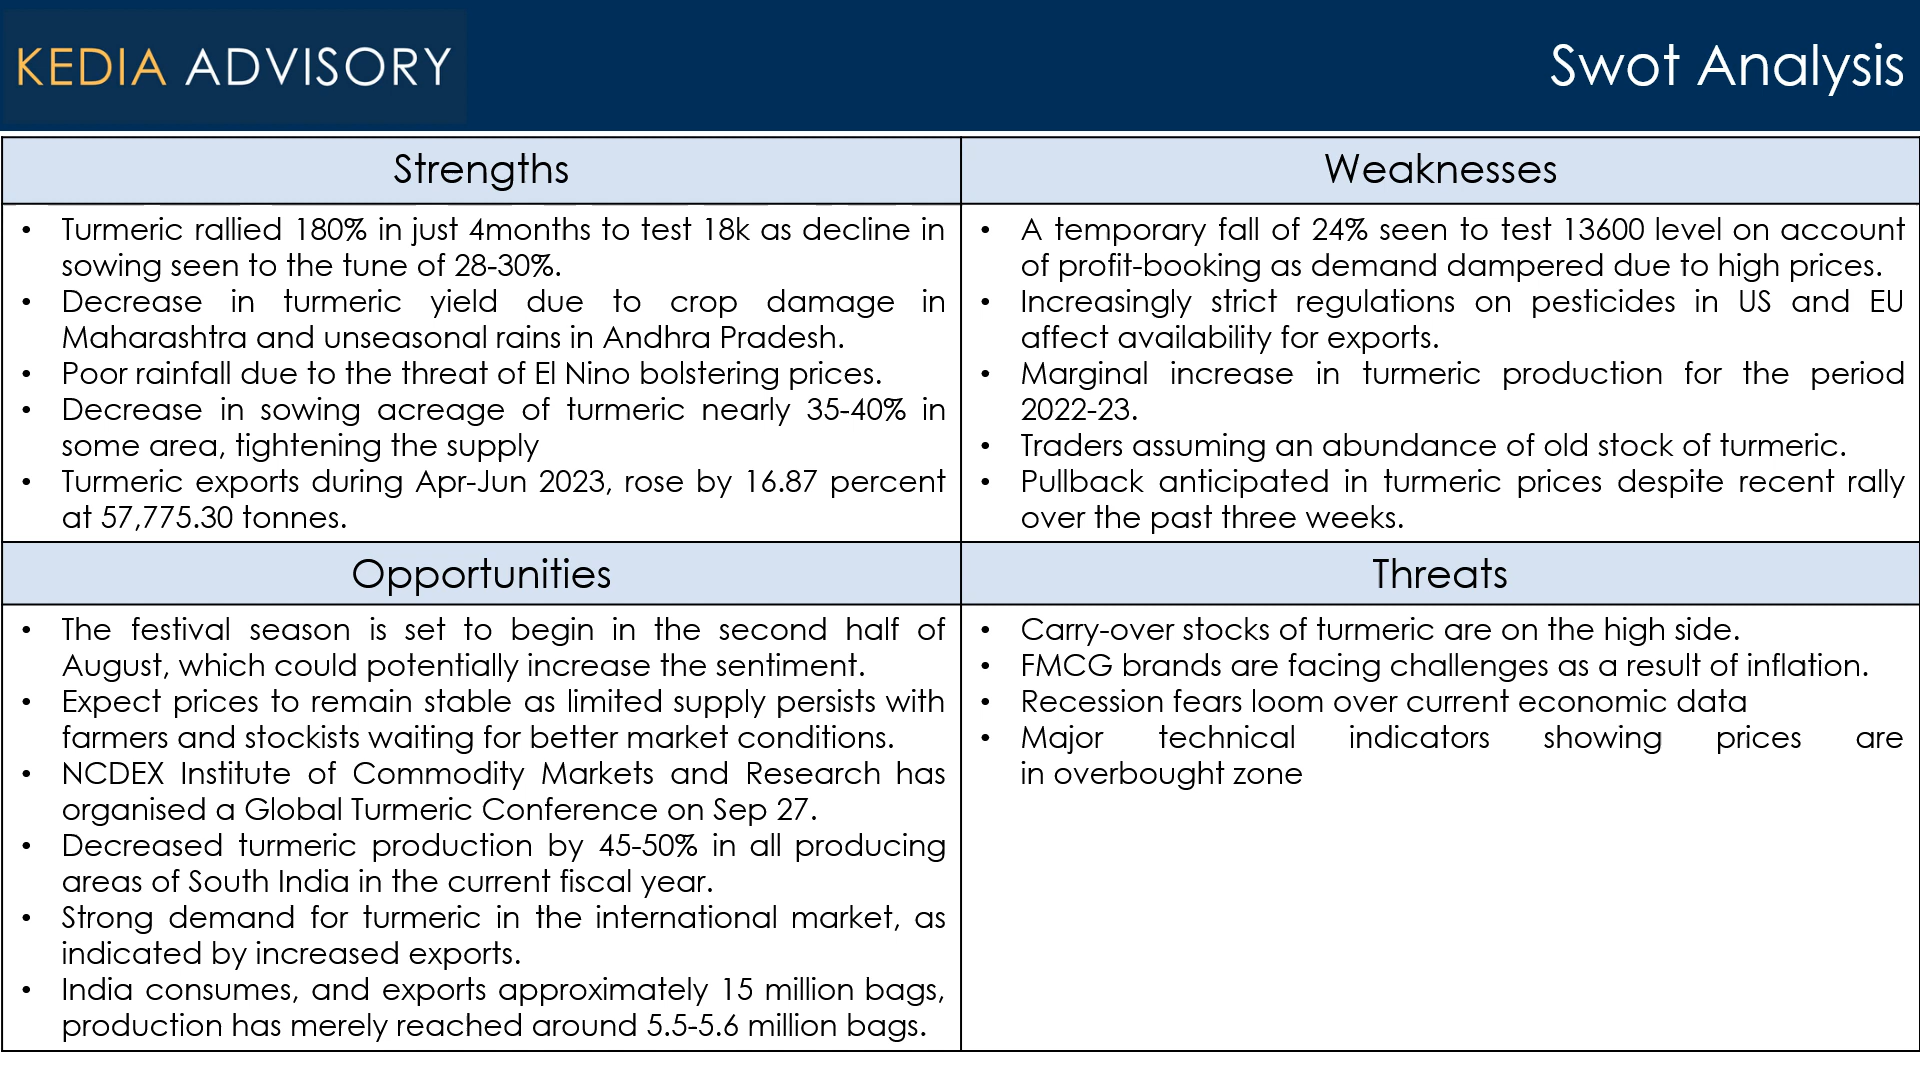 KEDIA ADVISORY
Swot Analysis
Strengths
• Turmeric rallied 180% in just 4months to test 18k as decline in
sowing seen to the tune of 28-30%.
• Decrease in turmeric yield due to crop damage in
Maharashtra and unseasonal rains in Andhra Pradesh.
• Poor rainfall due to the threat of El Nino bolstering prices.
• Decrease in sowing acreage of turmeric nearly 35-40% in
some area, tightening the supply
• Turmeric exports during Apr-Jun 2023, rose by 16.87 percent
at 57,775.30 tonnes.
Weaknesses
• A temporary fall of 24% seen to test 13600 level on account
of profit-booking as demand dampered due to high prices.
• Increasingly strict regulations on pesticides in US and EU
affect availability for exports.
• Marginal increase in turmeric production for the period
2022-23.
• Traders assuming an abundance of old stock of turmeric.
• Pullback anticipated in turmeric prices despite recent rally
over the past three weeks.
Opportunities
• The festival season is set to begin in the second half of
August, which could potentially increase the sentiment.
• Expect prices to remain stable as limited supply persists with
farmers and stockists waiting for better market conditions.
• NCDEX Institute of Commodity Markets and Research has
organised a Global Turmeric Conference on Sep 27.
• Decreased turmeric production by 45-50% in all producing
areas of South India in the current fiscal year.
• Strong demand for turmeric in the international market, as
indicated by increased exports.
• India consumes, and exports approximately 15 million bags,
production has merely reached around 5.5-5.6 million bags.
Threats
• Carry-over stocks of turmeric are on the high side.
• FMCG brands are facing challenges as a result of inflation.
• Recession fears loom over current economic data
• Major technical indicators showing prices are
in overbought zone